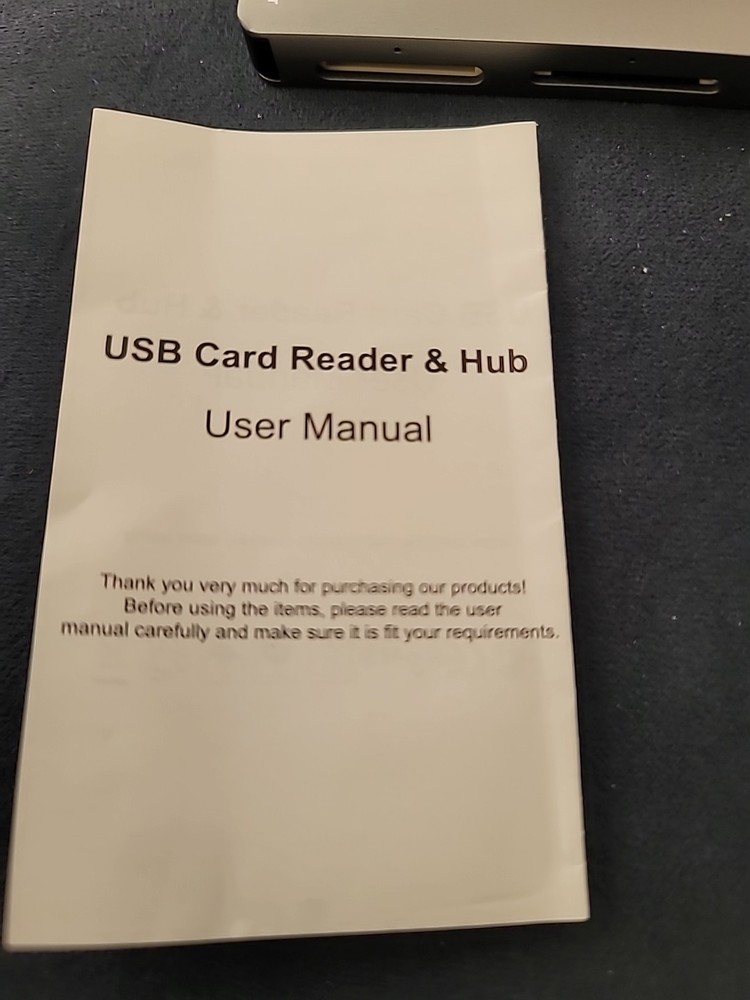 USB Card Reader & Hub
User Manual
Thank you very much for purchasing our products!
Before using the items, please read the user
manual carefully and make sure it is fit your requirements.